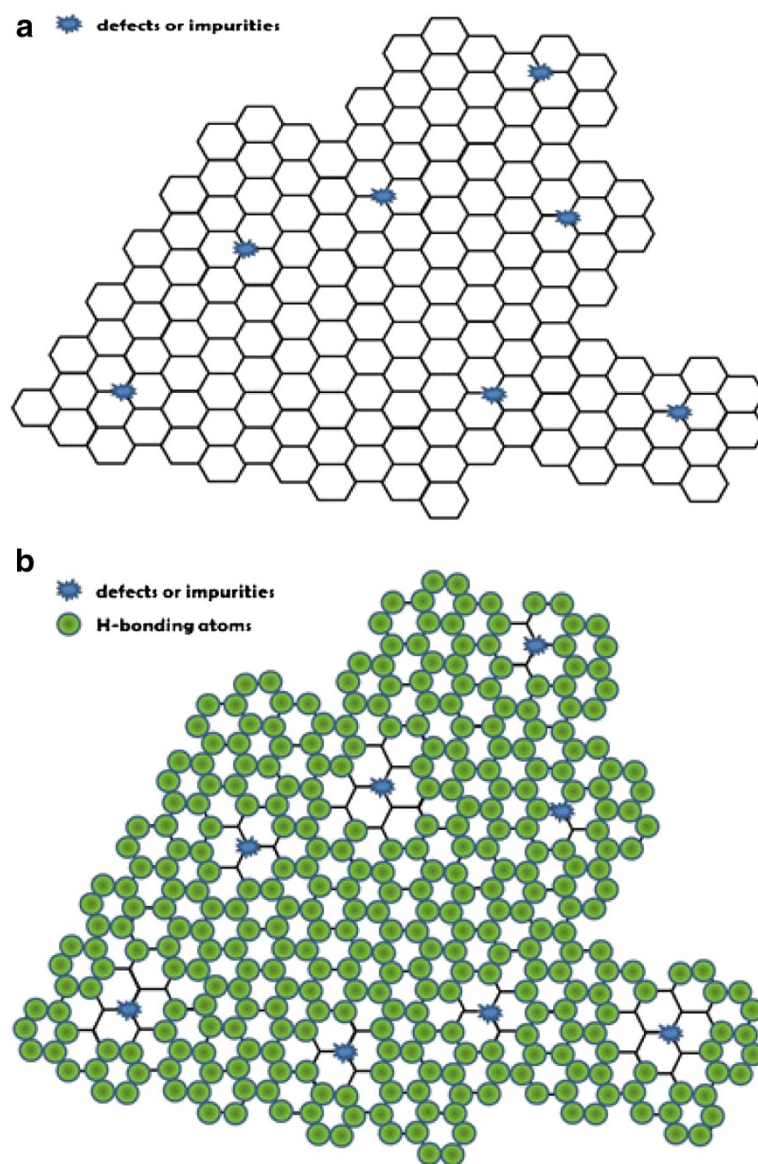 a
defects or impurities
b
defects or impurities
H-bonding atoms